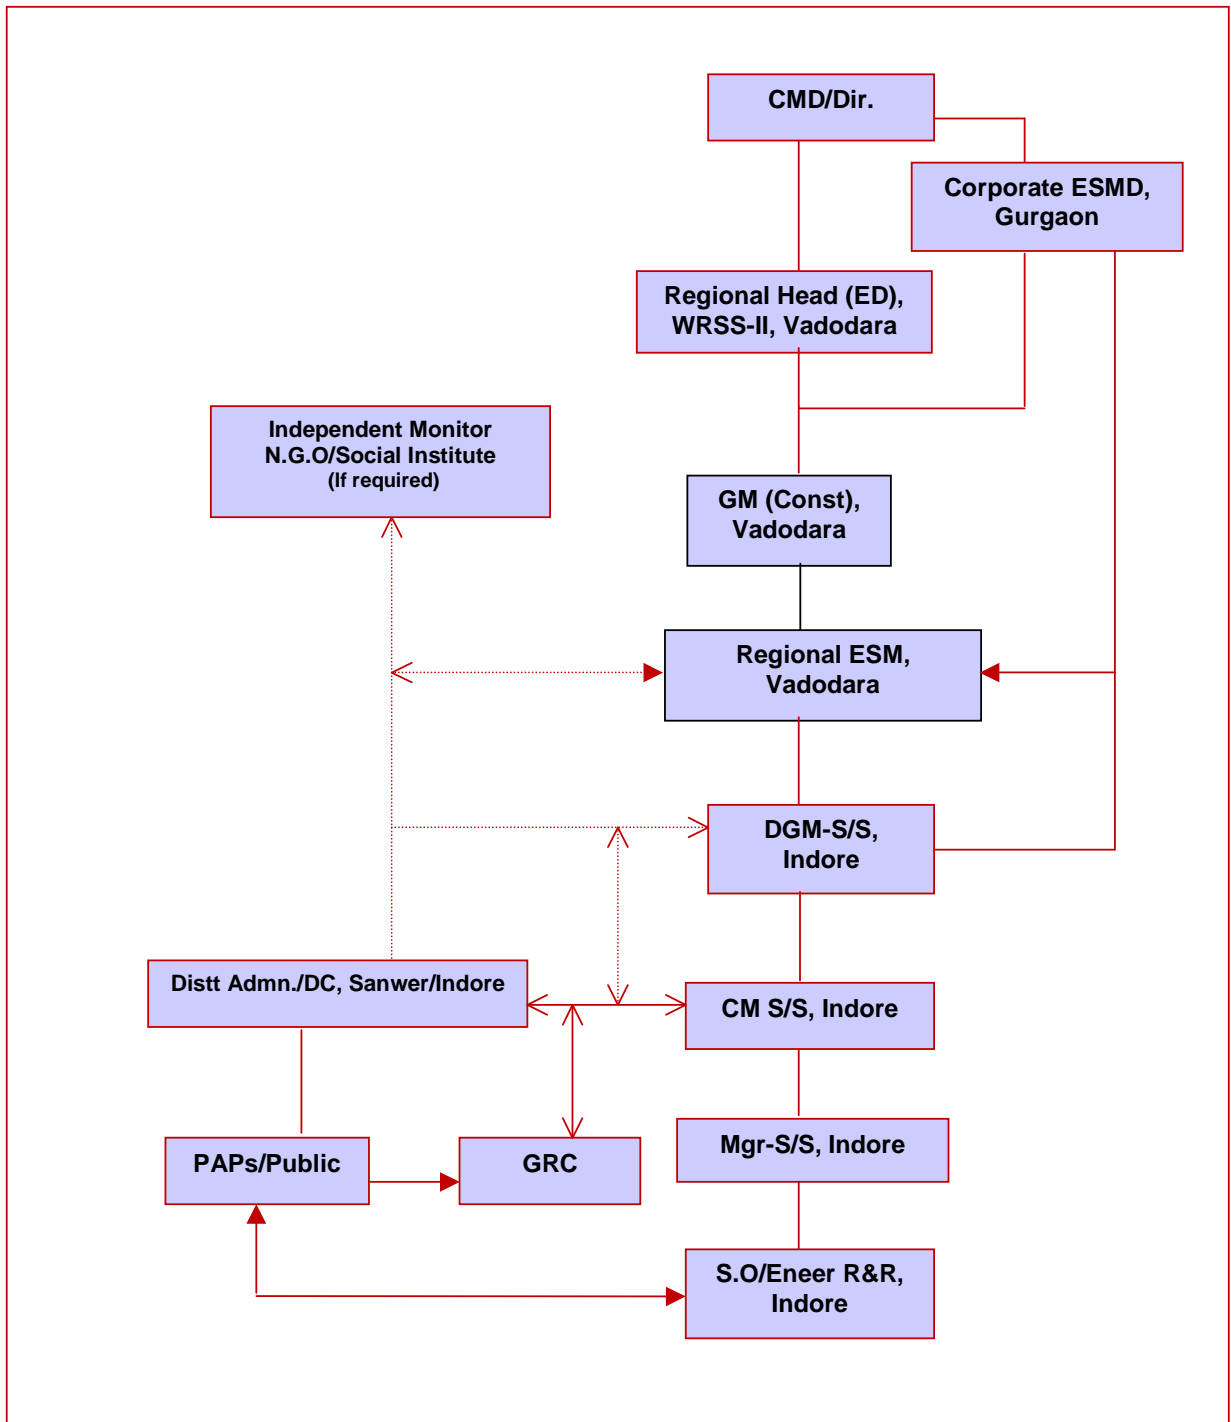 CMD/Dir.
Corporate ESMD,
Gurgaon
Regional Head (ED),
WRSS-II, Vadodara
Independent Monitor
N.G.O/Social Institute
(If required)
GM (Const),
Vadodara
Regional ESM,
Vadodara
DGM-S/S,
Indore
Distt Admn./DC, Sanwer/Indore
CM S/S, Indore
Mgr-S/S, Indore
PAPs/Public
GRC
S.O/Eneer R&R,
Indore